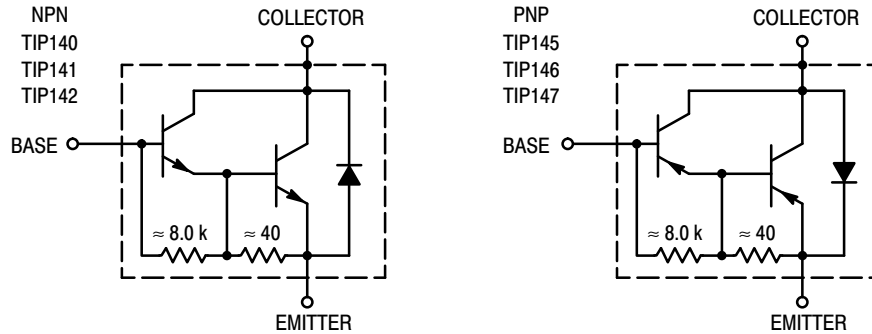 NPN
TIP140
TIP141
TIP142
COLLECTOR
BASE
≈ 8.0 k
≈ 40
EMITTER
PNP
TIP145
TIP146
TIP147
COLLECTOR
BASE
≈ 8.0 k
≈ 40
EMITTER